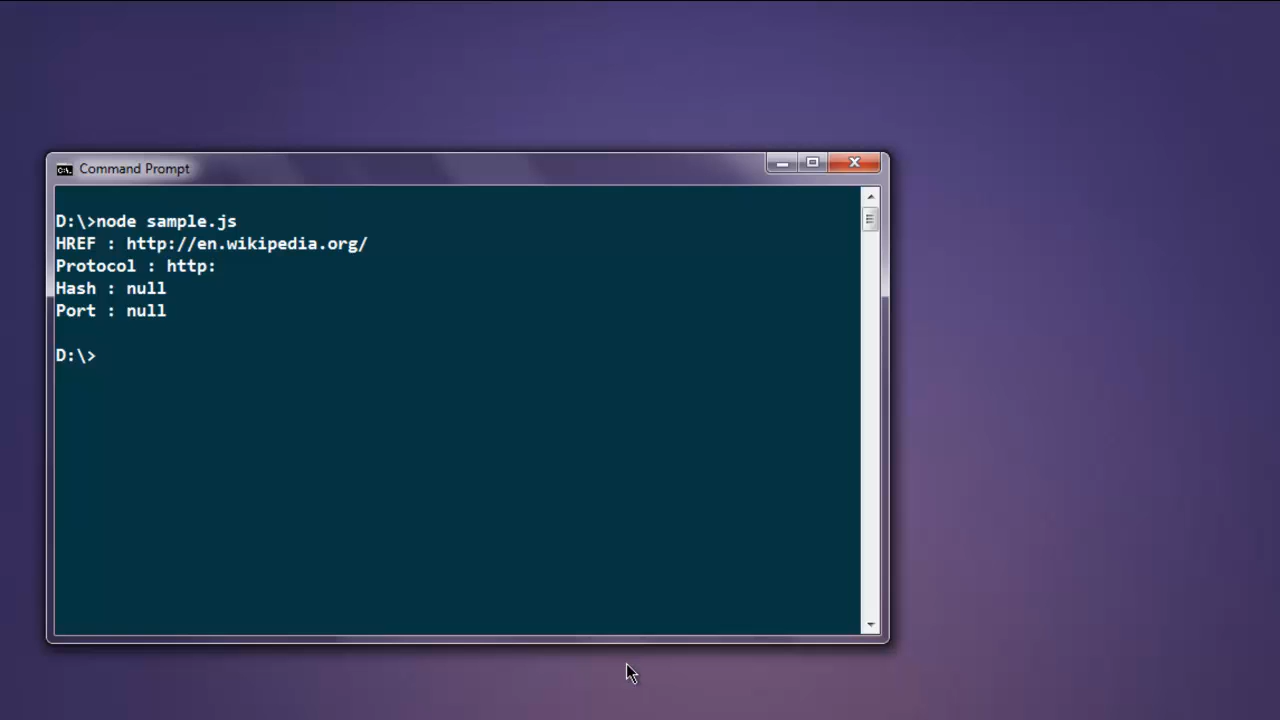 Command Prompt
D:\>node sample.js
HREF : http://en.wikipedia.org/
Protocol : http:
Hash : null
Port : null
D:\>